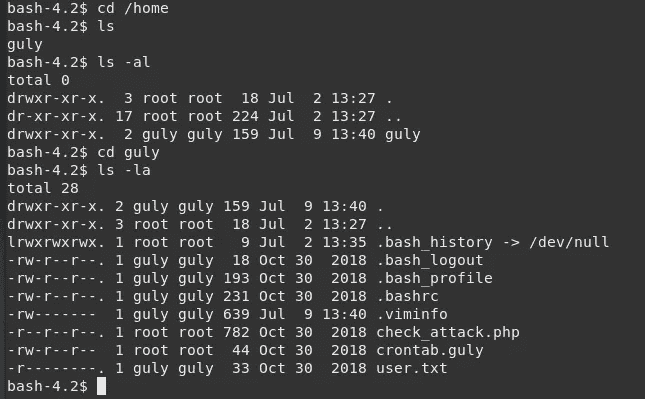 bash-4.2$ cd /home
bash-4.2$ ls
guly
bash-4.2$ ls -al
total 0
drwxr-xr-x.  3 root root  18 Jul  2 13:27 .
dr-xr-xr-x. 17 root root 224 Jul  2 13:27 ..
drwxr-xr-x.  2 guly guly 159 Jul  9 13:40 guly
bash-4.2$ cd guly
bash-4.2$ ls -la
total 28
drwxr-xr-x. 2 guly guly 159 Jul  9 13:40 .
drwxr-xr-x. 3 root root  18 Jul  2 13:27 ..
lrwxrwxrwx. 1 root root   9 Jul  2 13:35 .bash_history -> /dev/null
-rw-r--r--. 1 guly guly  18 Oct 30  2018 .bash_logout
-rw-r--r--. 1 guly guly 193 Oct 30  2018 .bash_profile
-rw-r--r--. 1 guly guly 231 Oct 30  2018 .bashrc
-rw-------  1 guly guly 639 Jul  9 13:40 .viminfo
-r--r--r--. 1 root root 782 Oct 30  2018 check_attack.php
-rw-r--r--  1 root root  44 Oct 30  2018 crontab.guly
-r--------. 1 guly guly  33 Oct 30  2018 user.txt
bash-4.2$